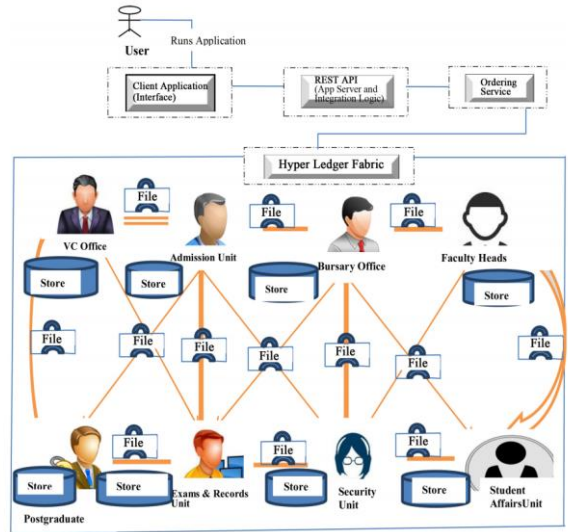 User
Runs Application
Client Application
(Interface)
REST API
(App Server and
Integration Logic)
Ordering
Service
Hyper Ledger Fabric
File
File
File
VC Office
Admission Unit
Bursary Office
Faculty Heads
Store
Store
Store
Store
File
File
File
File
File
File
File
File
File
File
Store
Store
Store
Store
Postgraduate
Exams & Records
Unit
Security
Unit
Student
AffairsUnit